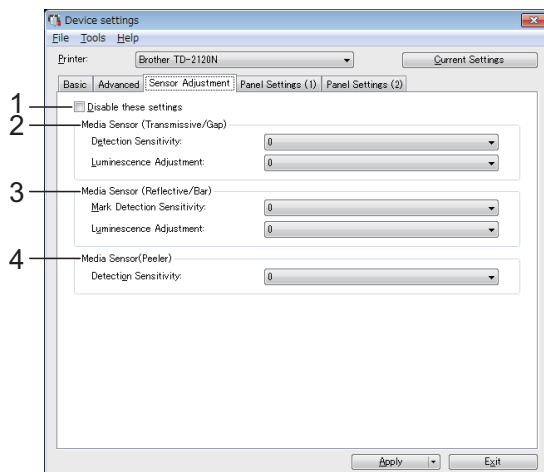 Device settings
File Tools Help
Printer: Brother TD-2120N Current Settings
Basic Advanced Sensor Adjustment Panel Settings (1) Panel Settings (2)
1 Disable these settings
2 Media Sensor (Transmissive/Gap)
Detection Sensitivity: 0
Luminescence Adjustment: 0
3 Media Sensor (Reflective/Bar)
Mark Detection Sensitivity: 0
Luminescence Adjustment: 0
4 Media Sensor(Peeler)
Detection Sensitivity: 0
Apply Exit